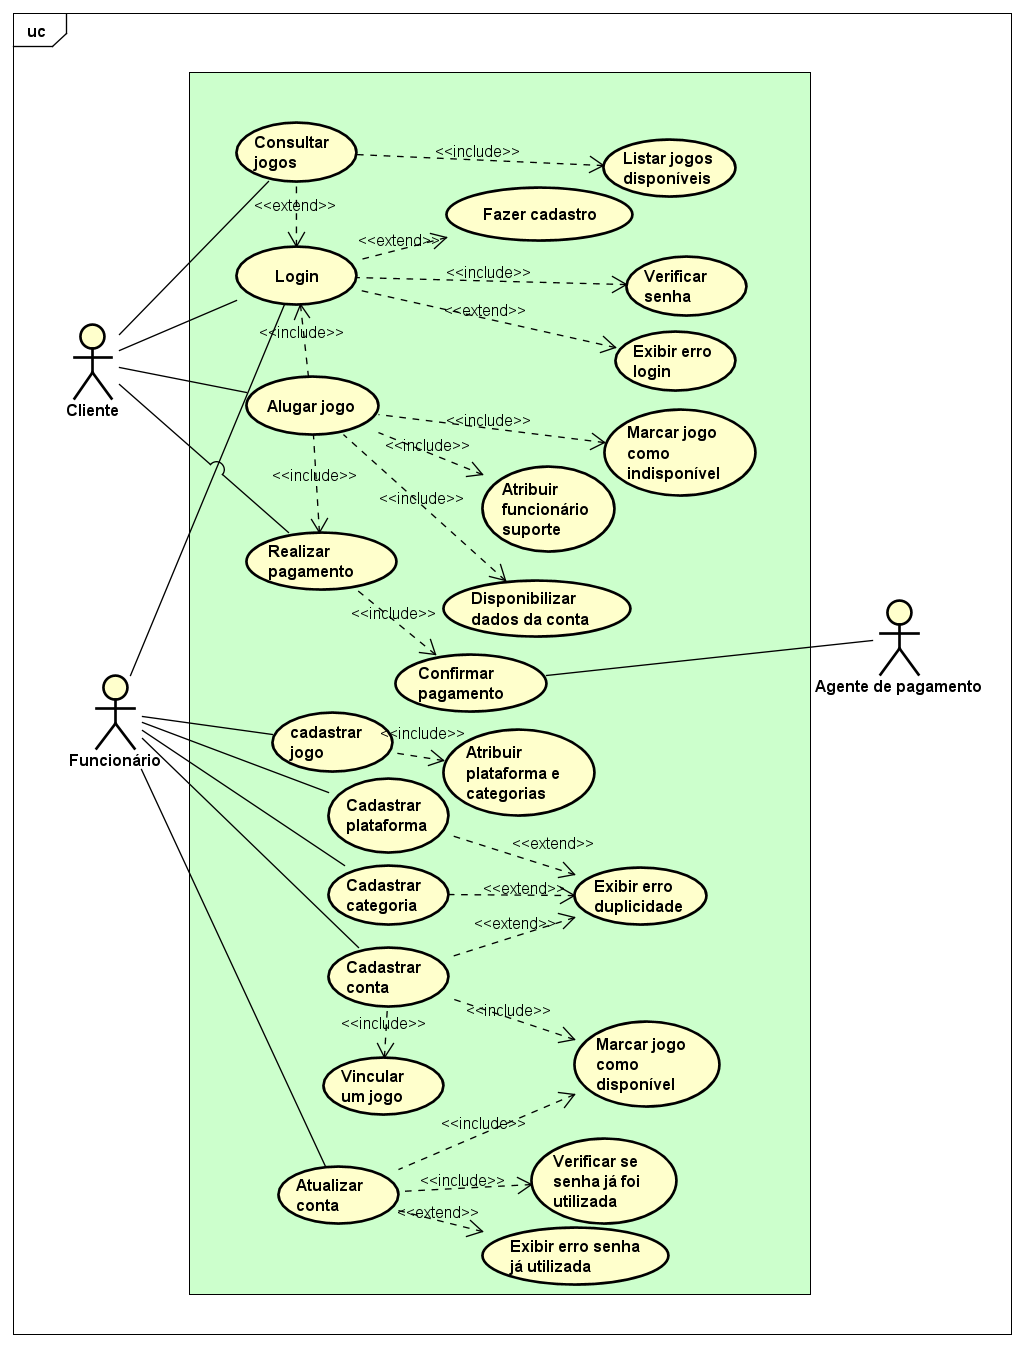 uc
Consultar
jogos
<<include>>
Listar jogos
disponíveis
<<extend>>
Fazer cadastro
<<extend>>
Login
<<include>>
Verificar
senha
<<extend>>
Exibir erro
login
<<include>>
Cliente
Alugar jogo
<<include>>
Marcar jogo
como
indisponível
<<include>>
Atribuir
funcionário
suporte
<<include>>
<<include>>
Realizar
pagamento
Disponibilizar
dados da conta
<<include>>
Confirmar
pagamento
Agente de pagamento
Funcionário
cadastrar
jogo
<<include>>
Atribuir
plataforma e
categorias
Cadastrar
plataforma
<<extend>>
Cadastrar
categoria
<<extend>>
Exibir erro
duplicidade
<<extend>>
Cadastrar
conta
<<include>>
<<include>>
Marcar jogo
como
disponível
Vincular
um jogo
<<include>>
Atualizar
conta
<<include>>
Verificar se
senha já foi
utilizada
<<extend>>
Exibir erro senha
já utilizada